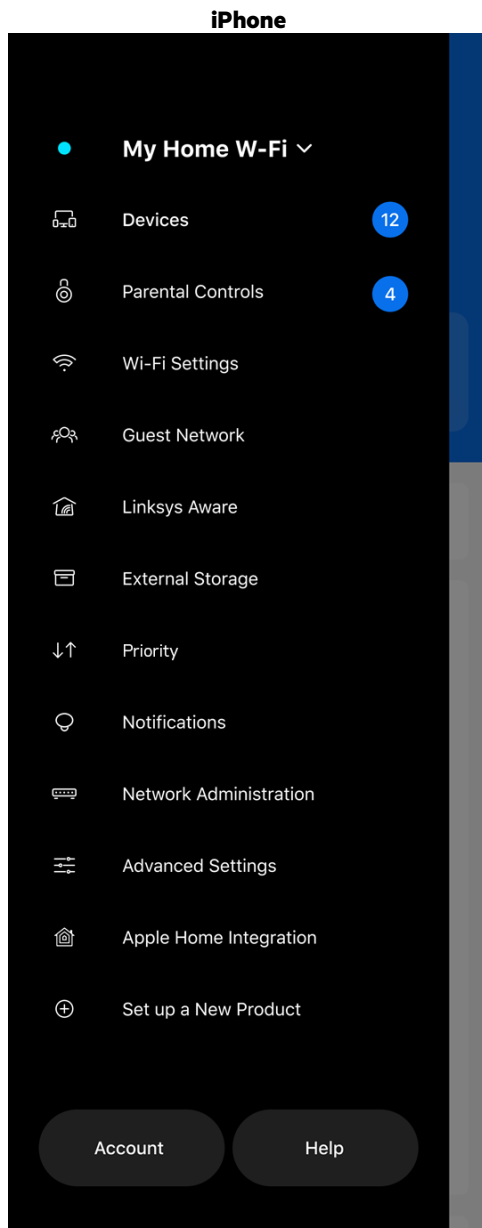 iPhone
My Home W-Fi
Devices
12
Parental Controls
4
Wi-Fi Settings
Guest Network
Linksys Aware
External Storage
Priority
Notifications
Network Administration
Advanced Settings
Apple Home Integration
Set up a New Product
Account Help